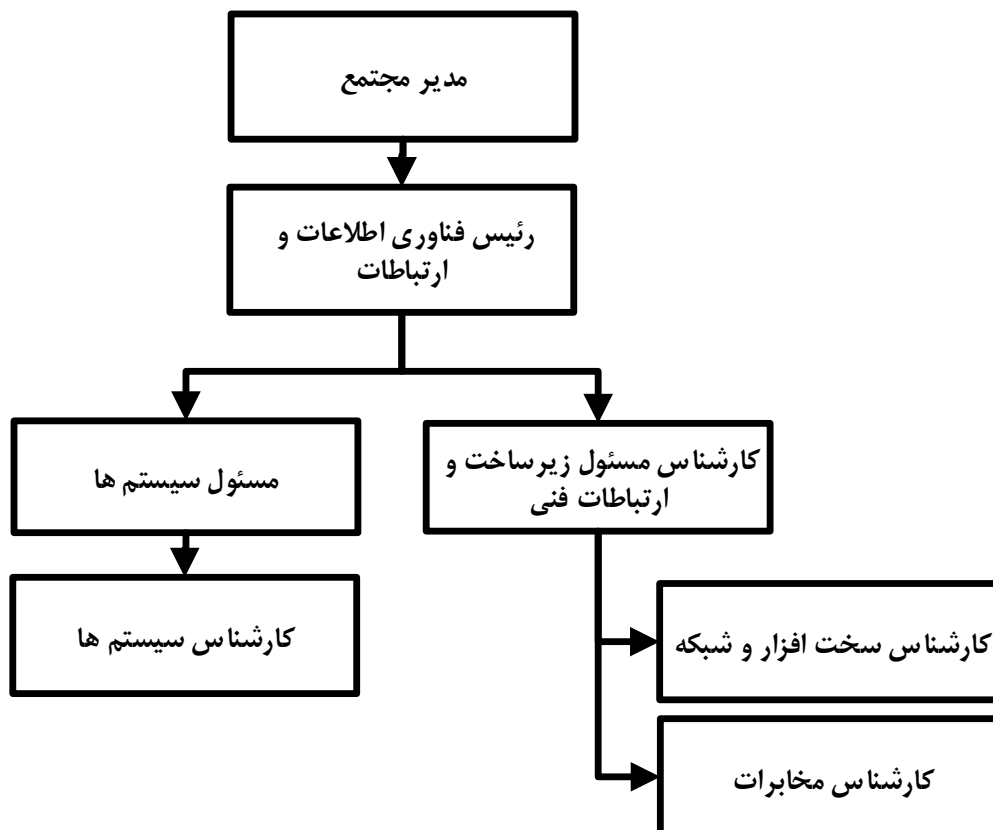 مدیر مجتمع
رئیس فناوری اطلاعات و
ارتباطات
کارشناس مسئول زیرساخت و
ارتباطات فنی
مسئول سیستم ها
کارشناس سیستم ها
کارشناس سخت افزار و شبکه
کارشناس مخابرات